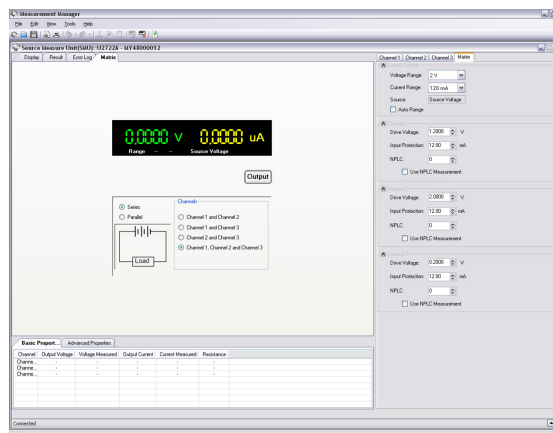 Measurement Manager
File Edit View Tools Help
Source Measure Unit(SMU)::U2722A - MY48000012
Display Result Error Log Matrix
Channel 1 Channel 2 Channel 3 Matrix
Voltage Range: 2 V
Current Range: 120 mA
Source: Source Voltage
Auto Range
0.0000 V 0.0000 uA
Range -- -- Source Voltage
Output
Drive Voltage: 1.2000 V
Input Protection: 12.00 mA
NPLC: 0
Use NPLC Measurement
Series
Parallel
Load
Channels
Channel 1 and Channel 2
Channel 1 and Channel 3
Channel 2 and Channel 3
Channel 1, Channel 2 and Channel 3
Drive Voltage: 2.0000 V
Input Protection: 12.00 mA
NPLC: 0
Use NPLC Measurement
Drive Voltage: 0.2000 V
Input Protection: 12.00 mA
NPLC: 0
Use NPLC Measurement
Basic Propert... Advanced Properties
Channel Output Voltage Voltage Measured Output Current Current Measured Resistance
Channe... - - - - -
Channe... - - - - -
Channe... - - - - -
Connected